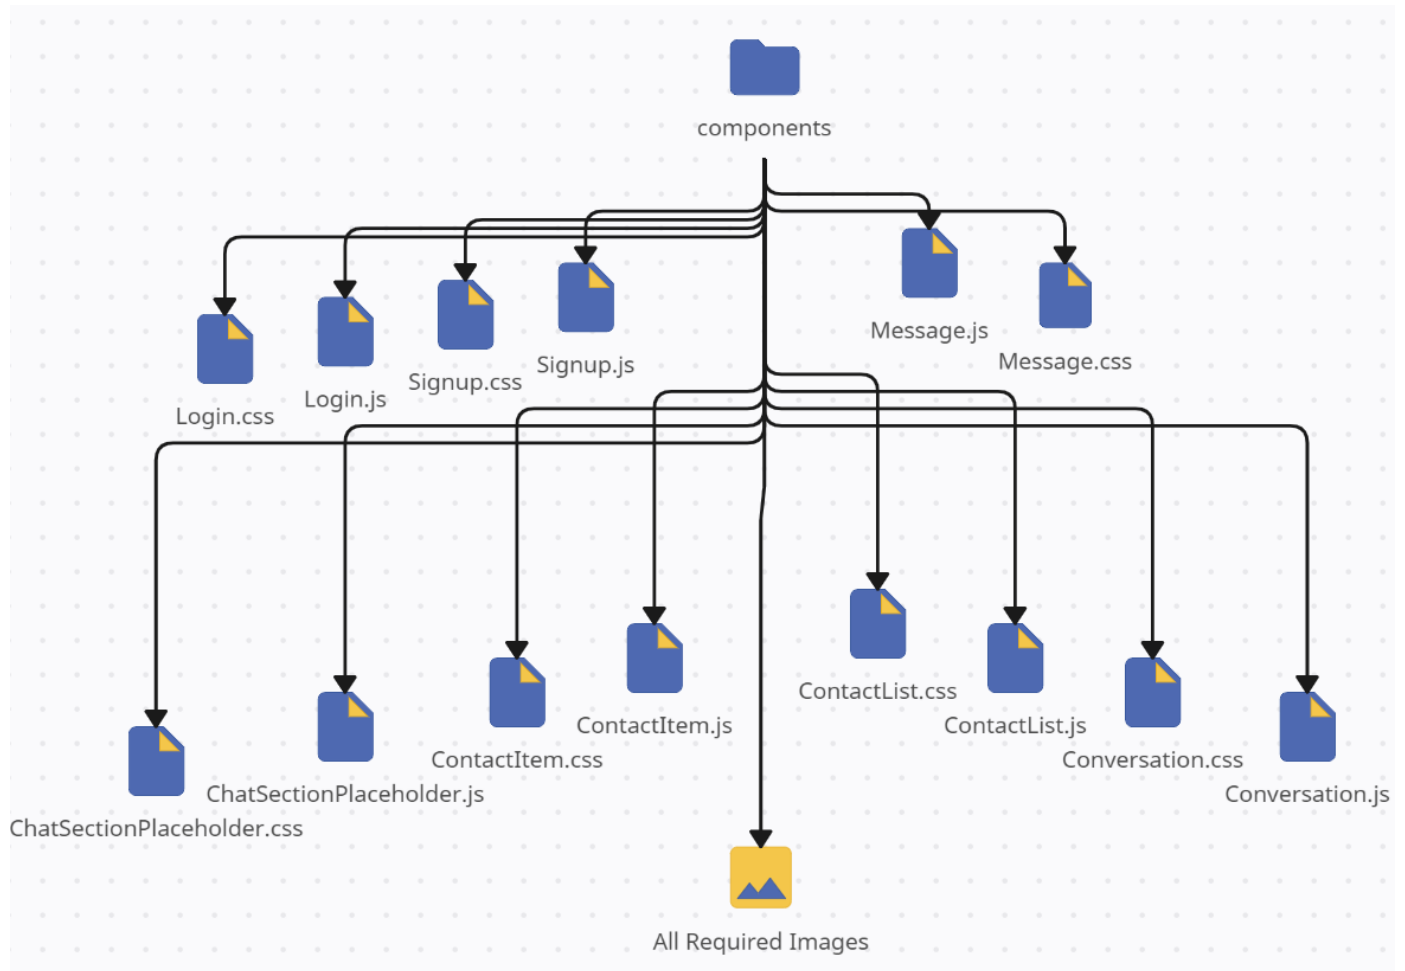 components
Message.js
Message.css
Signup.js
Signup.css
Login.js
Login.css
ContactList.css
ContactItem.js
ContactList.js
ContactItem.css
Conversation.css
ChatSectionPlaceholder.js
Conversation.js
ChatSectionPlaceholder.css
All Required Images